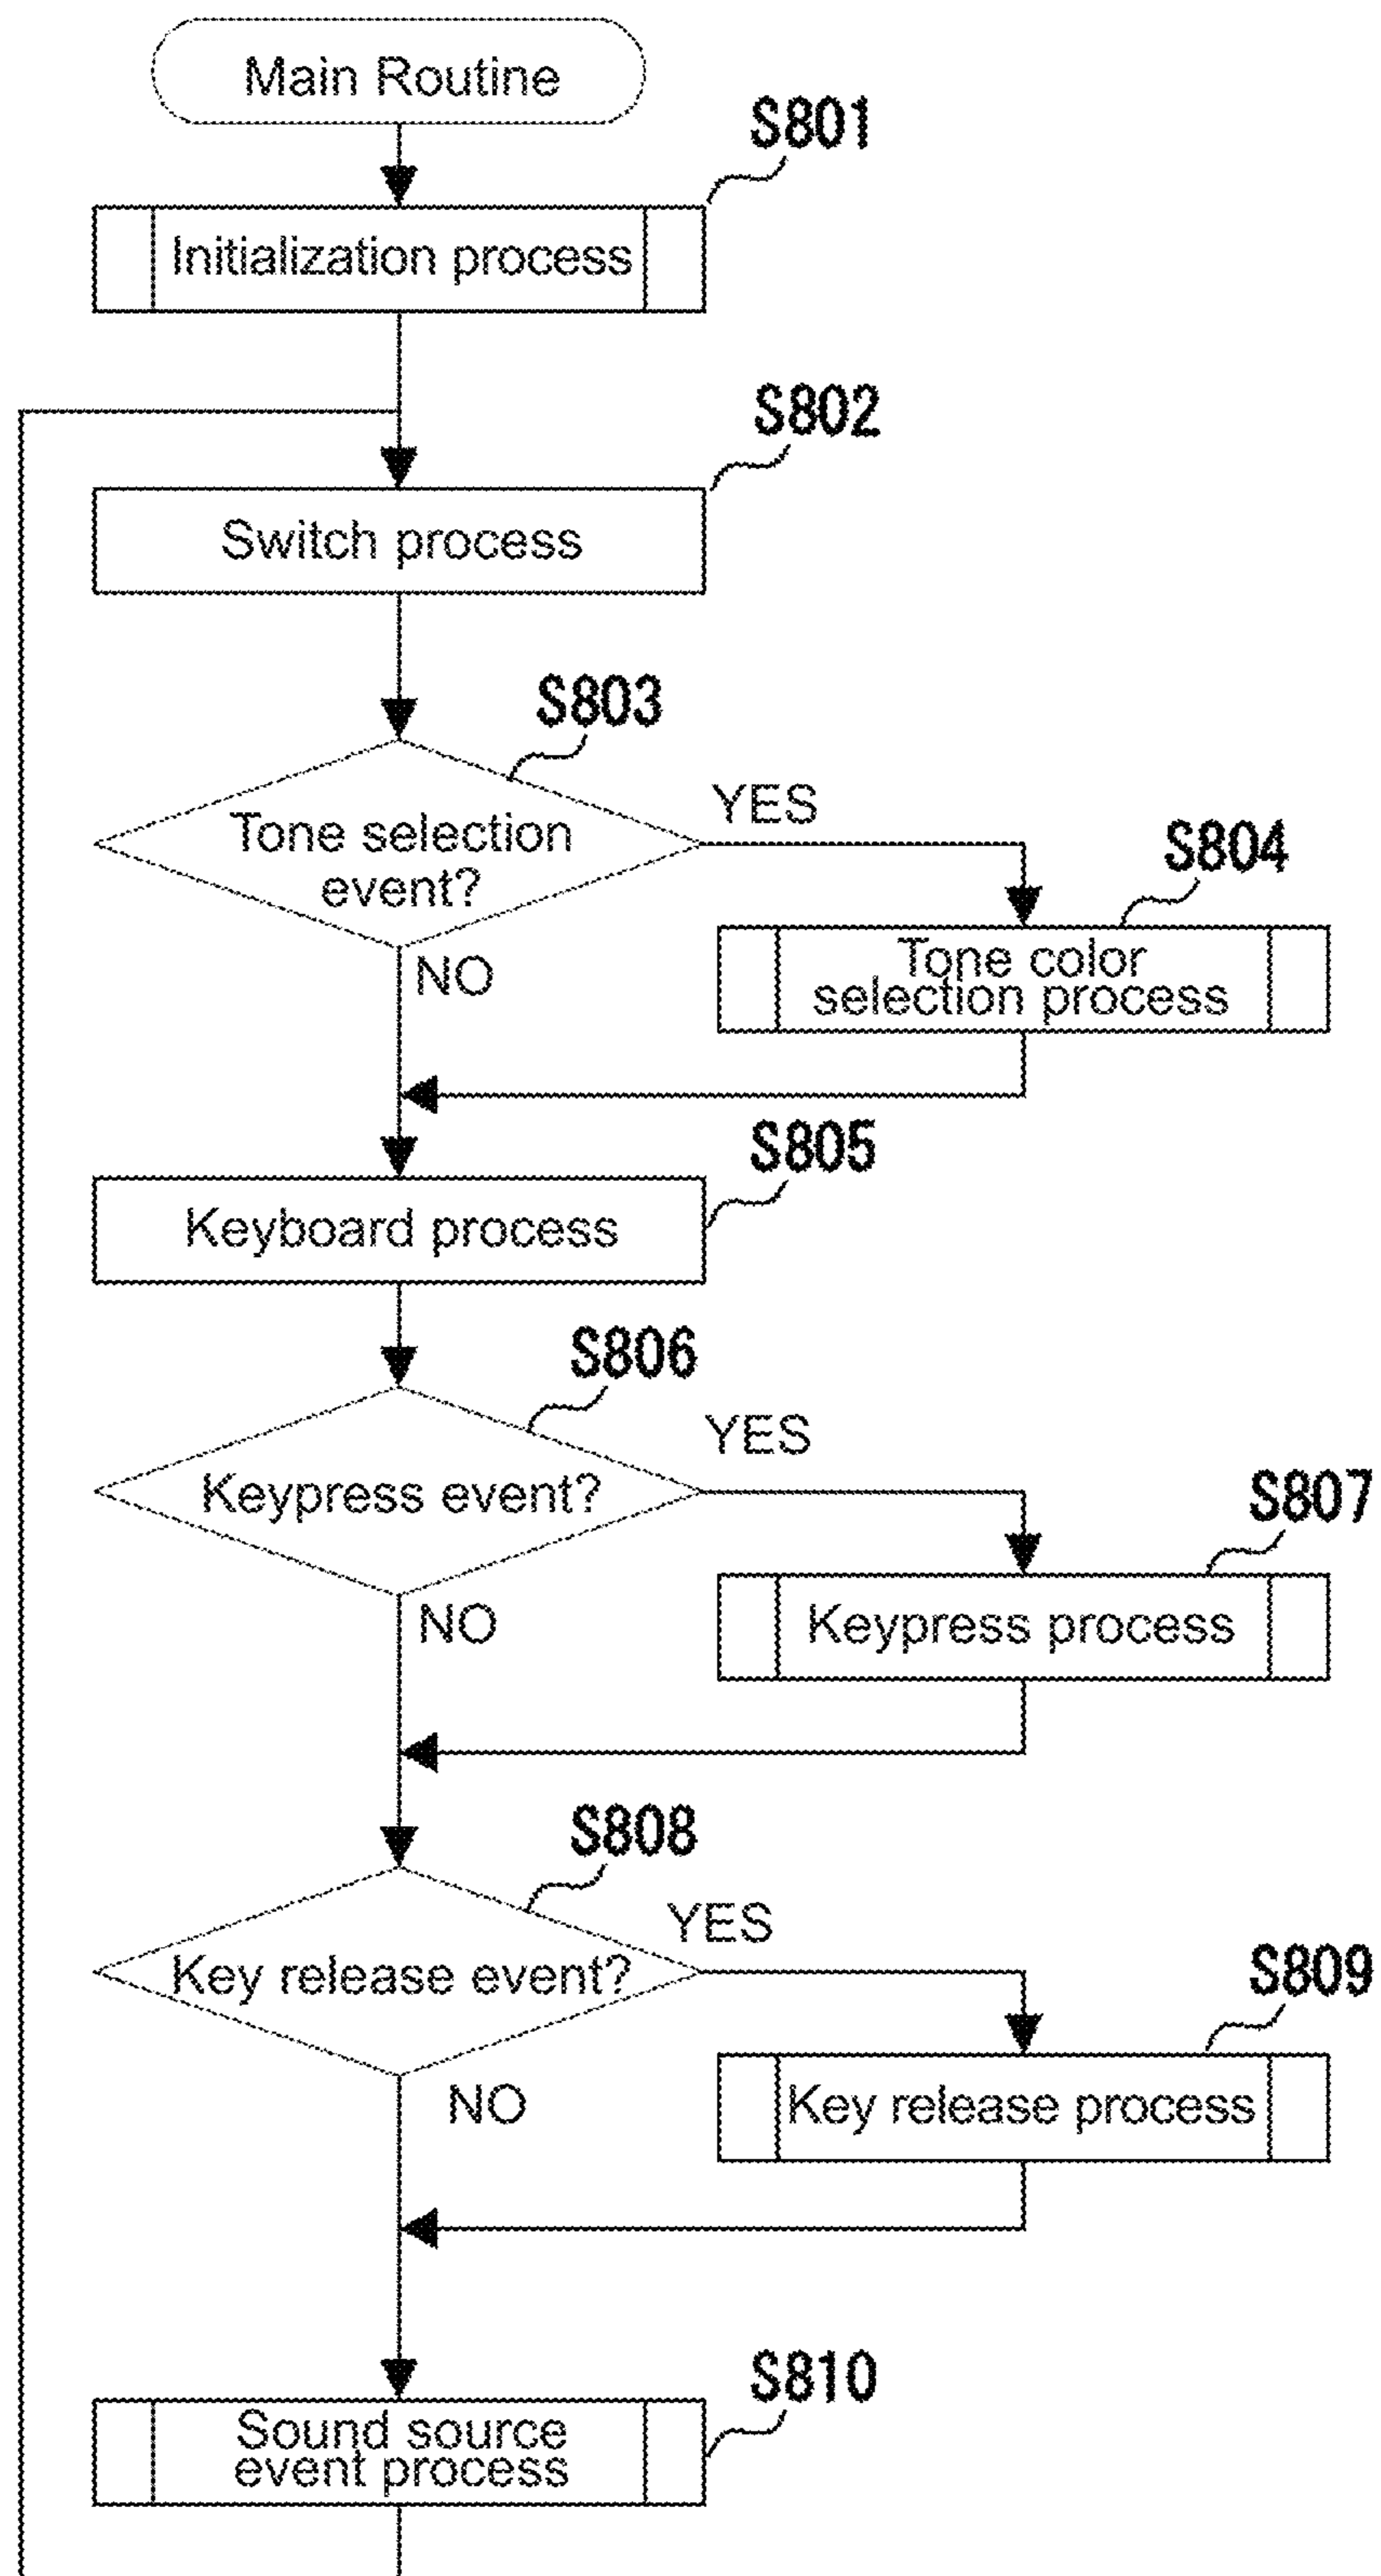 Main Routine
S801
Initialization process
S802
Switch process
S803
Tone selection
event?
YES
NO
S804
Tone color
selection process
S805
Keyboard process
S806
Keypress event?
YES
NO
S807
Keypress process
S808
Key release event?
YES
NO
S809
Key release process
S810
Sound source
event process